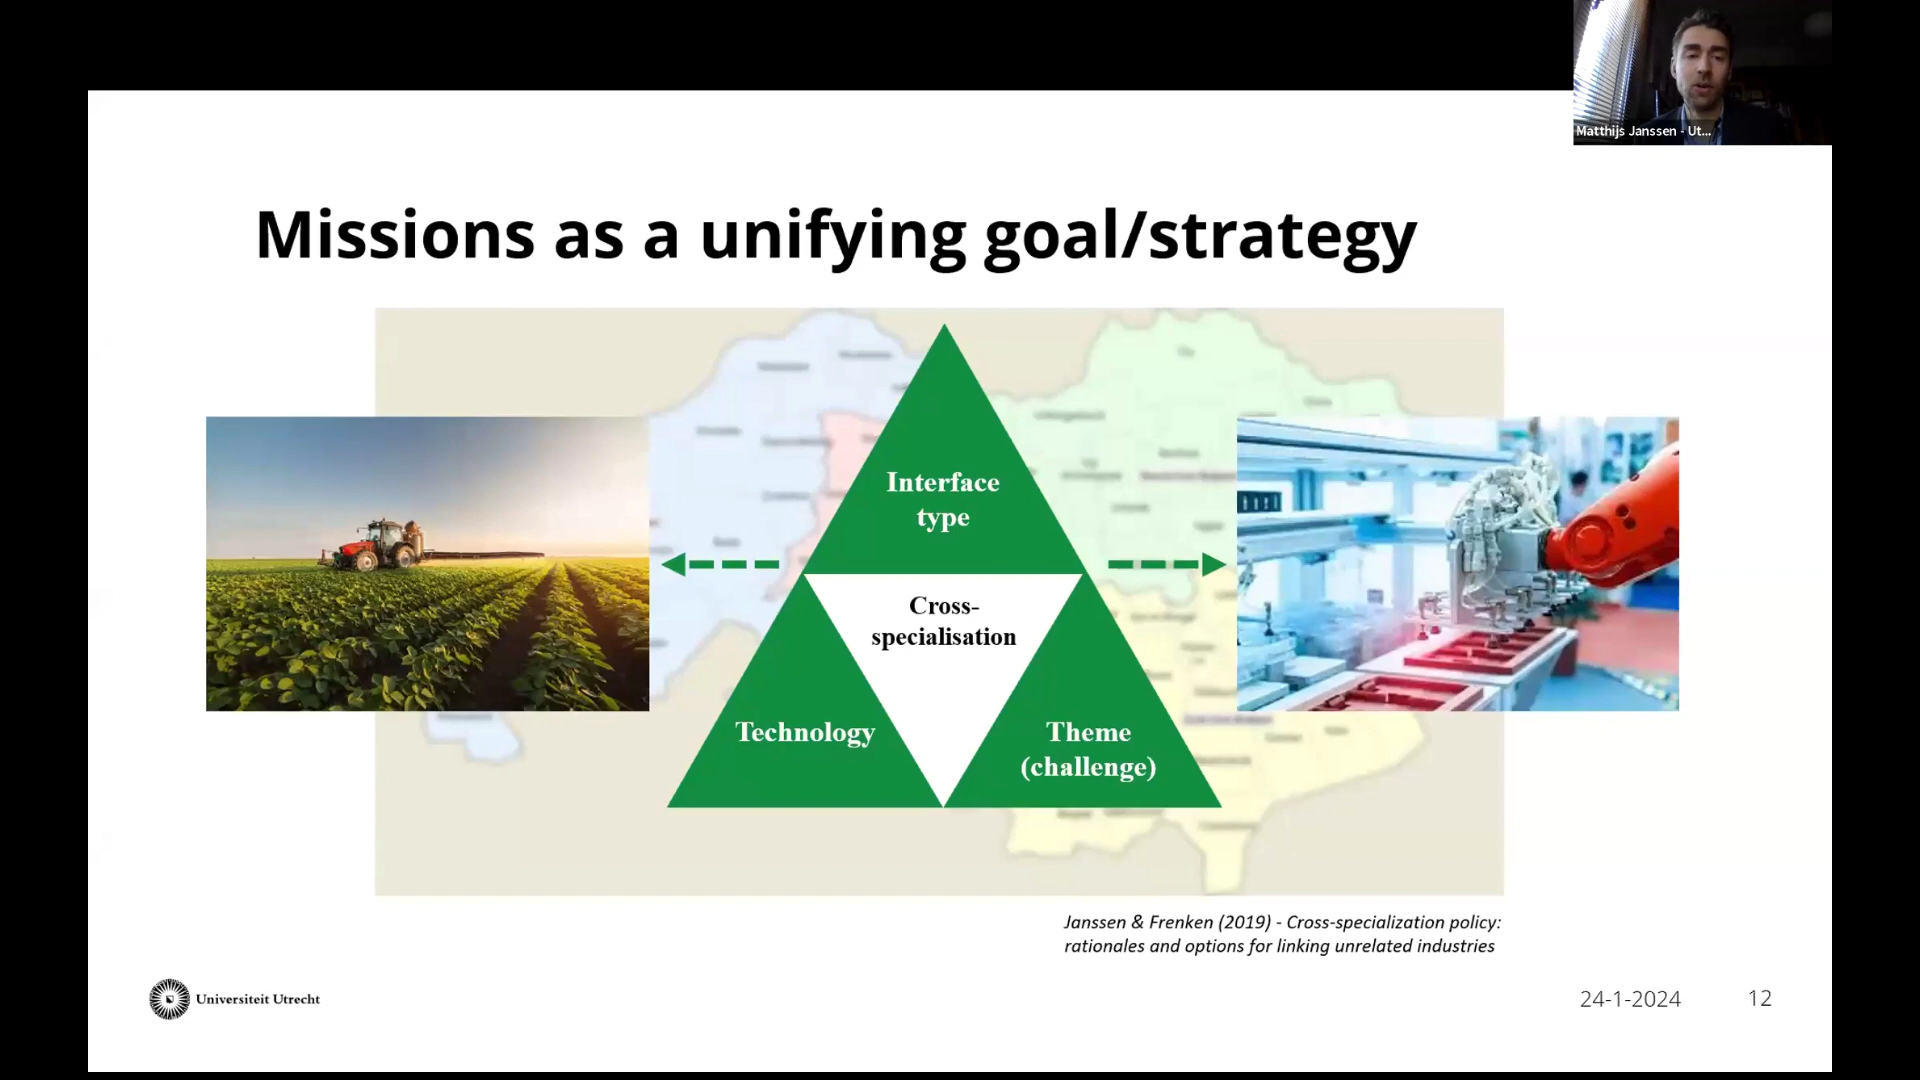 Matthijs Janssen - Ut...
Missions as a unifying goal/strategy
Interface
type
Cross-
specialisation
Technology
Theme
(challenge)
Janssen & Frenken (2019) - Cross-specialization policy:
rationales and options for linking unrelated industries
Universiteit Utrecht
24-1-2024
12